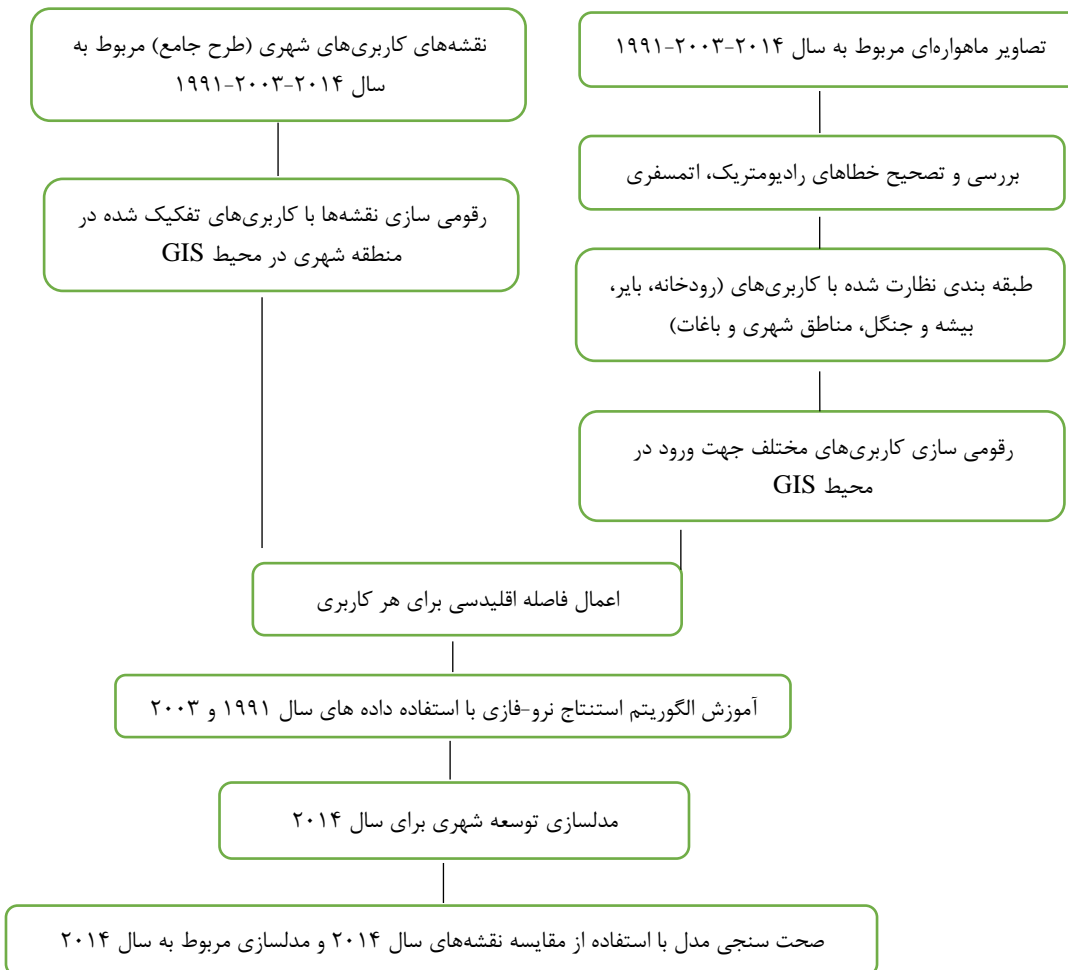 تصاویر ماهواره‌ای مربوط به سال ۲۰۱۴-۲۰۰۳-۱۹۹۱
بررسی و تصحیح خطاهای رادیومتریک، اتمسفری
طبقه بندی نظارت شده با کاربری‌های (رودخانه، بایر،
بیشه و جنگل، مناطق شهری و باغات)
رقومی سازی کاربری‌های مختلف جهت ورود در
محیط GIS
نقشه‌های کاربری‌های شهری (طرح جامع) مربوط به
سال ۲۰۱۴-۲۰۰۳-۱۹۹۱
رقومی سازی نقشه‌ها با کاربری‌های تفکیک شده در
منطقه شهری در محیط GIS
اعمال فاصله اقلیدسی برای هر کاربری
آموزش الگوریتم استنتاج نرو-فازی با استفاده داده های سال ۱۹۹۱ و ۲۰۰۳
مدلسازی توسعه شهری برای سال ۲۰۱۴
صحت سنجی مدل با استفاده از مقایسه نقشه‌های سال ۲۰۱۴ و مدلسازی مربوط به سال ۲۰۱۴